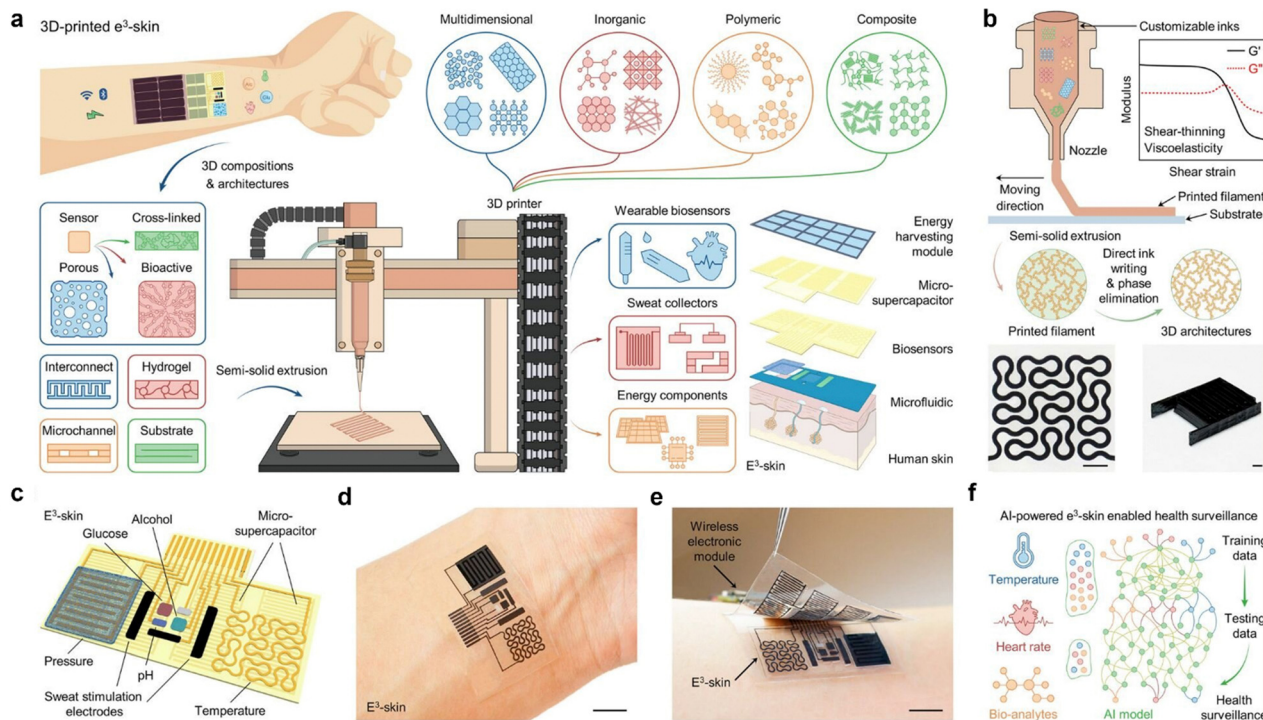 a
3D-printed e³-skin
Multidimensional
Inorganic
Polymeric
Composite
3D compositions
& architectures
3D printer
Sensor
Cross-linked
Porous
Bioactive
Interconnect
Hydrogel
Microchannel
Substrate
Semi-solid extrusion
Wearable biosensors
Sweat collectors
Energy components
Energy
harvesting
module
Micro-
supercapacitor
Biosensors
Microfluidic
Human skin
E³-skin
b
Customizable inks
G'
G"
Modulus
Shear-thinning
Viscoelasticity
Shear strain
Nozzle
Moving
direction
Printed filament
Substrate
Semi-solid extrusion
Direct ink
writing
& phase
elimination
Printed filament
3D architectures
c
E³-skin
Alcohol
Glucose
Micro-
supercapacitor
Pressure
pH
Sweat stimulation
electrodes
Temperature
d
E³-skin
e
Wireless
electronic
module
E³-skin
f
AI-powered e³-skin enabled health surveillance
Temperature
Heart rate
Bio-analytes
AI model
Training
data
Testing
data
Health
surveillance